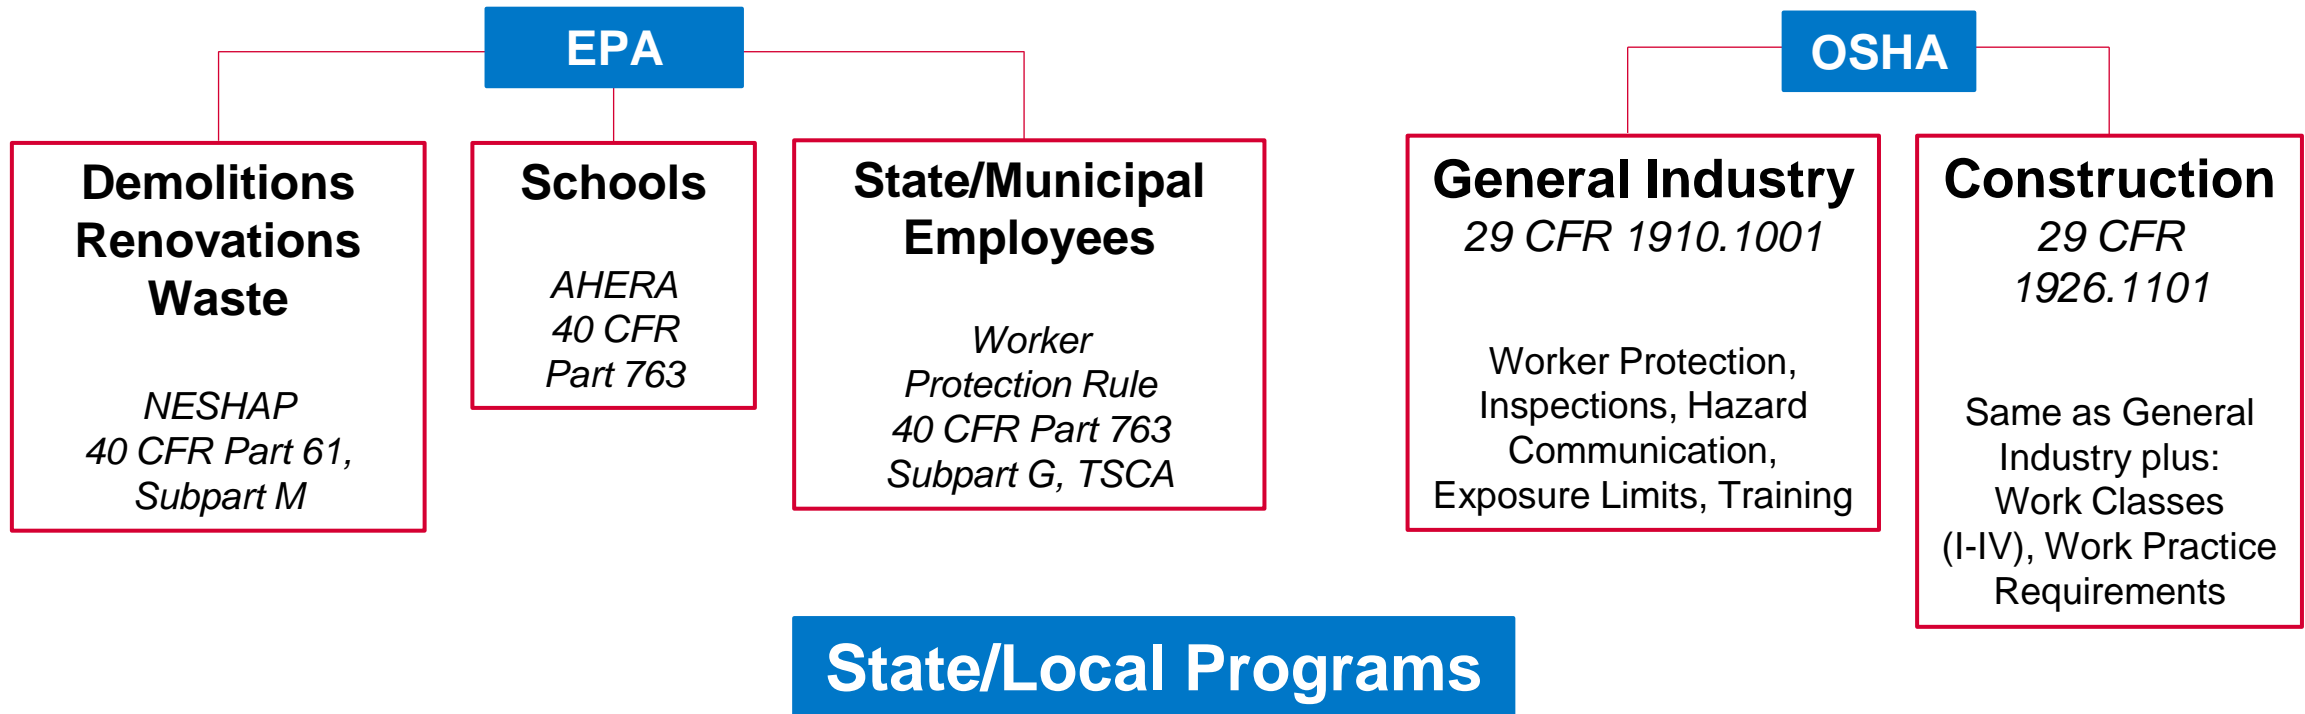 EPA
Demolitions
Renovations
Waste
NESHAP
40 CFR Part 61,
Subpart M
Schools
AHERA
40 CFR
Part 763
State/Municipal
Employees
Worker
Protection Rule
40 CFR Part 763
Subpart G, TSCA
OSHA
General Industry
29 CFR 1910.1001
Worker Protection,
Inspections, Hazard
Communication,
Exposure Limits, Training
Construction
29 CFR
1926.1101
Same as General
Industry plus:
Work Classes
(I-IV), Work Practice
Requirements
State/Local Programs